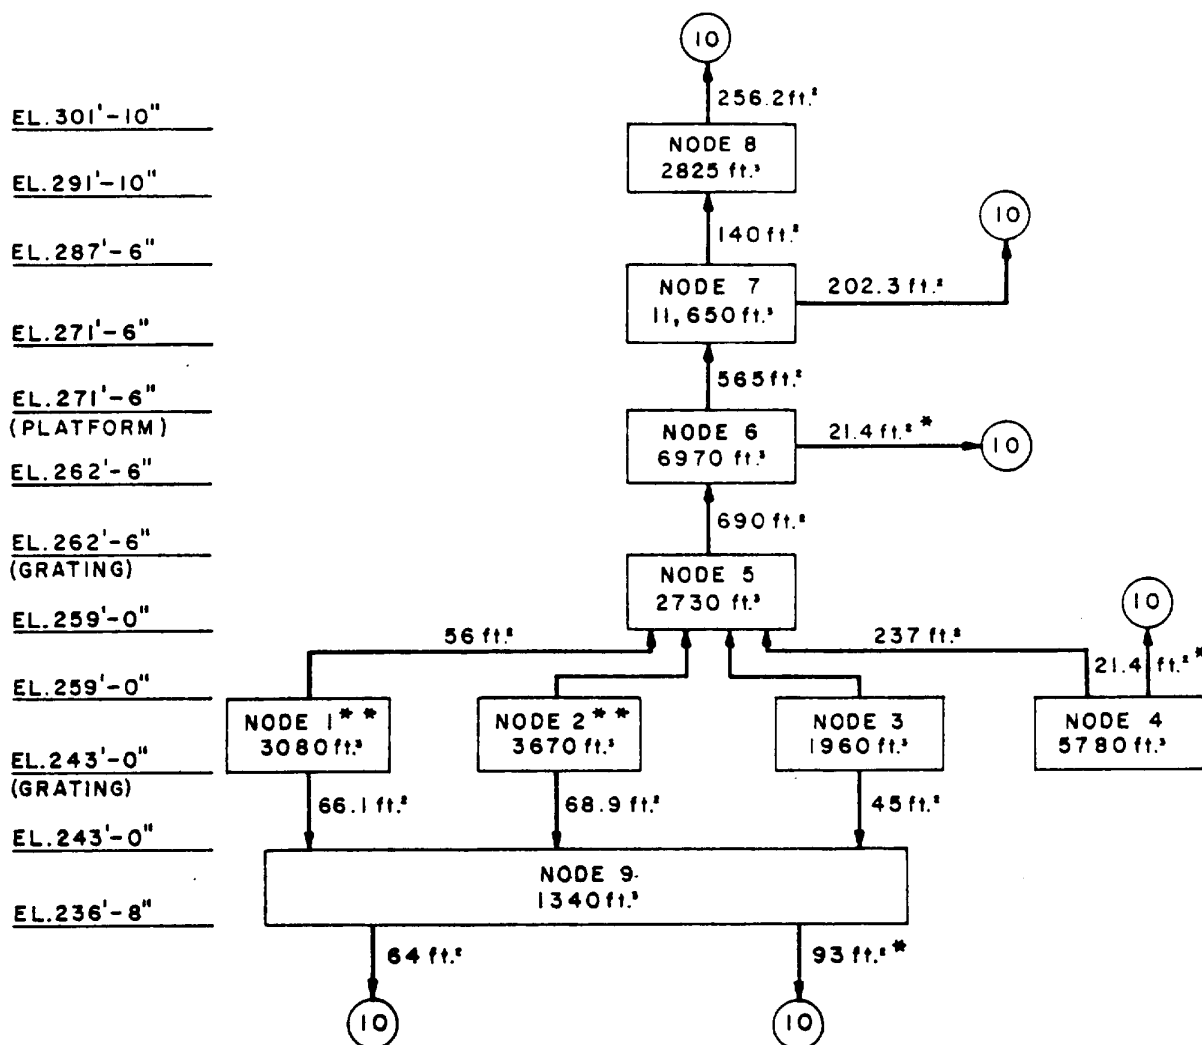 10
256.2 ft.²
EL. 301'-10"
NODE 8
2825 ft.³
EL. 291'-10"
10
140 ft.²
EL. 287'-6"
NODE 7
11,650 ft.³
202.3 ft.²
EL. 271'-6"
565 ft.²
EL. 271'-6"
(PLATFORM)
NODE 6
6970 ft.³
21.4 ft.² *
10
EL. 262'-6"
690 ft.²
EL. 262'-6"
(GRATING)
NODE 5
2730 ft.³
10
EL. 259'-0"
56 ft.²
237 ft.²
21.4 ft.² *
EL. 259'-0"
NODE 1 **
3080 ft.³
NODE 2 **
3670 ft.³
NODE 3
1960 ft.³
NODE 4
5780 ft.³
EL. 243'-0"
(GRATING)
66.1 ft.²
68.9 ft.²
45 ft.²
EL. 243'-0"
NODE 9.
1340 ft.³
EL. 236'-8"
64 ft.²
93 ft.² *
10
10